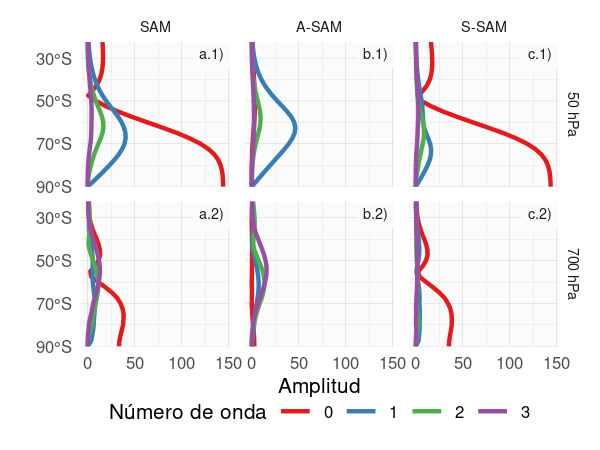 SAM A-SAM S-SAM
a.1) b.1) c.1)
30°S
50°S
70°S
90°S
50 hPa
a.2) b.2) c.2)
30°S
50°S
70°S
90°S
700 hPa
0 50 100 150 0 50 100 150 0 50 100 150
Amplitud
Número de onda 0 1 2 3